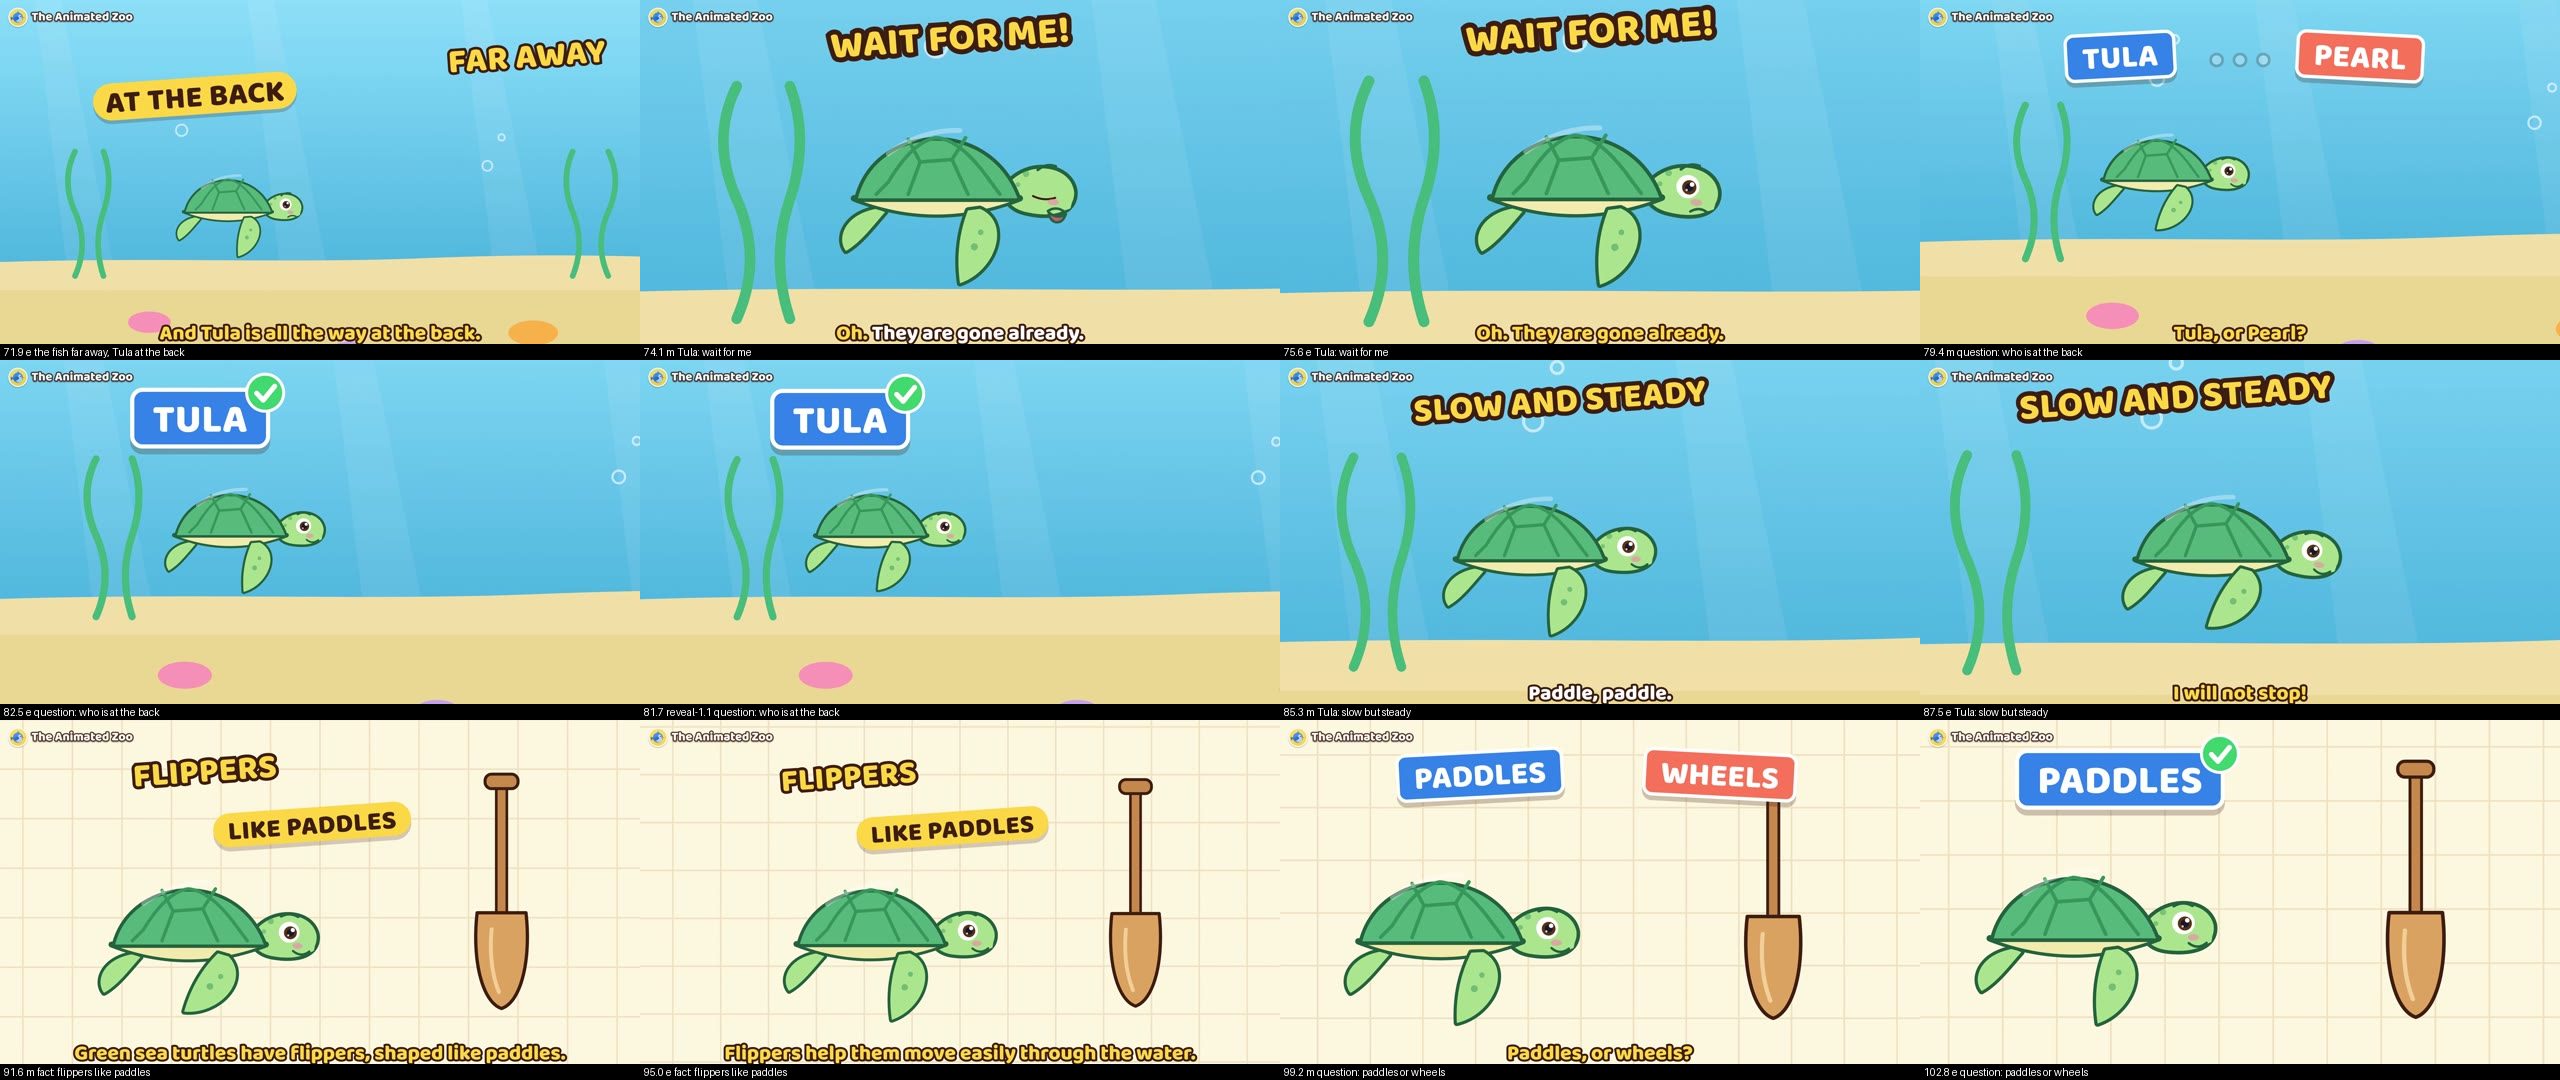 The Animated Zoo
FAR AWAY
AT THE BACK
And Tula is all the way at the back.
71.9 e the fish far away, Tula at the back
The Animated Zoo
WAIT FOR ME!
Oh. They are gone already.
74.1 m Tula: wait for me
The Animated Zoo
WAIT FOR ME!
Oh. They are gone already.
75.6 e Tula: wait for me
The Animated Zoo
TULA
PEARL
Tula, or Pearl?
79.4 m question: who is at the back
The Animated Zoo
TULA
82.5 e question: who is at the back
The Animated Zoo
TULA
81.7 reveal-1.1 question: who is at the back
The Animated Zoo
SLOW AND STEADY
Paddle, paddle.
85.3 m Tula: slow but steady
The Animated Zoo
SLOW AND STEADY
I will not stop!
87.5 e Tula: slow but steady
The Animated Zoo
FLIPPERS
LIKE PADDLES
Green sea turtles have flippers, shaped like paddles.
91.6 m fact: flippers like paddles
The Animated Zoo
FLIPPERS
LIKE PADDLES
Flippers help them move easily through the water.
95.0 e fact: flippers like paddles
The Animated Zoo
PADDLES
WHEELS
Paddles, or wheels?
99.2 m question: paddles or wheels
The Animated Zoo
PADDLES
102.8 e question: paddles or wheels